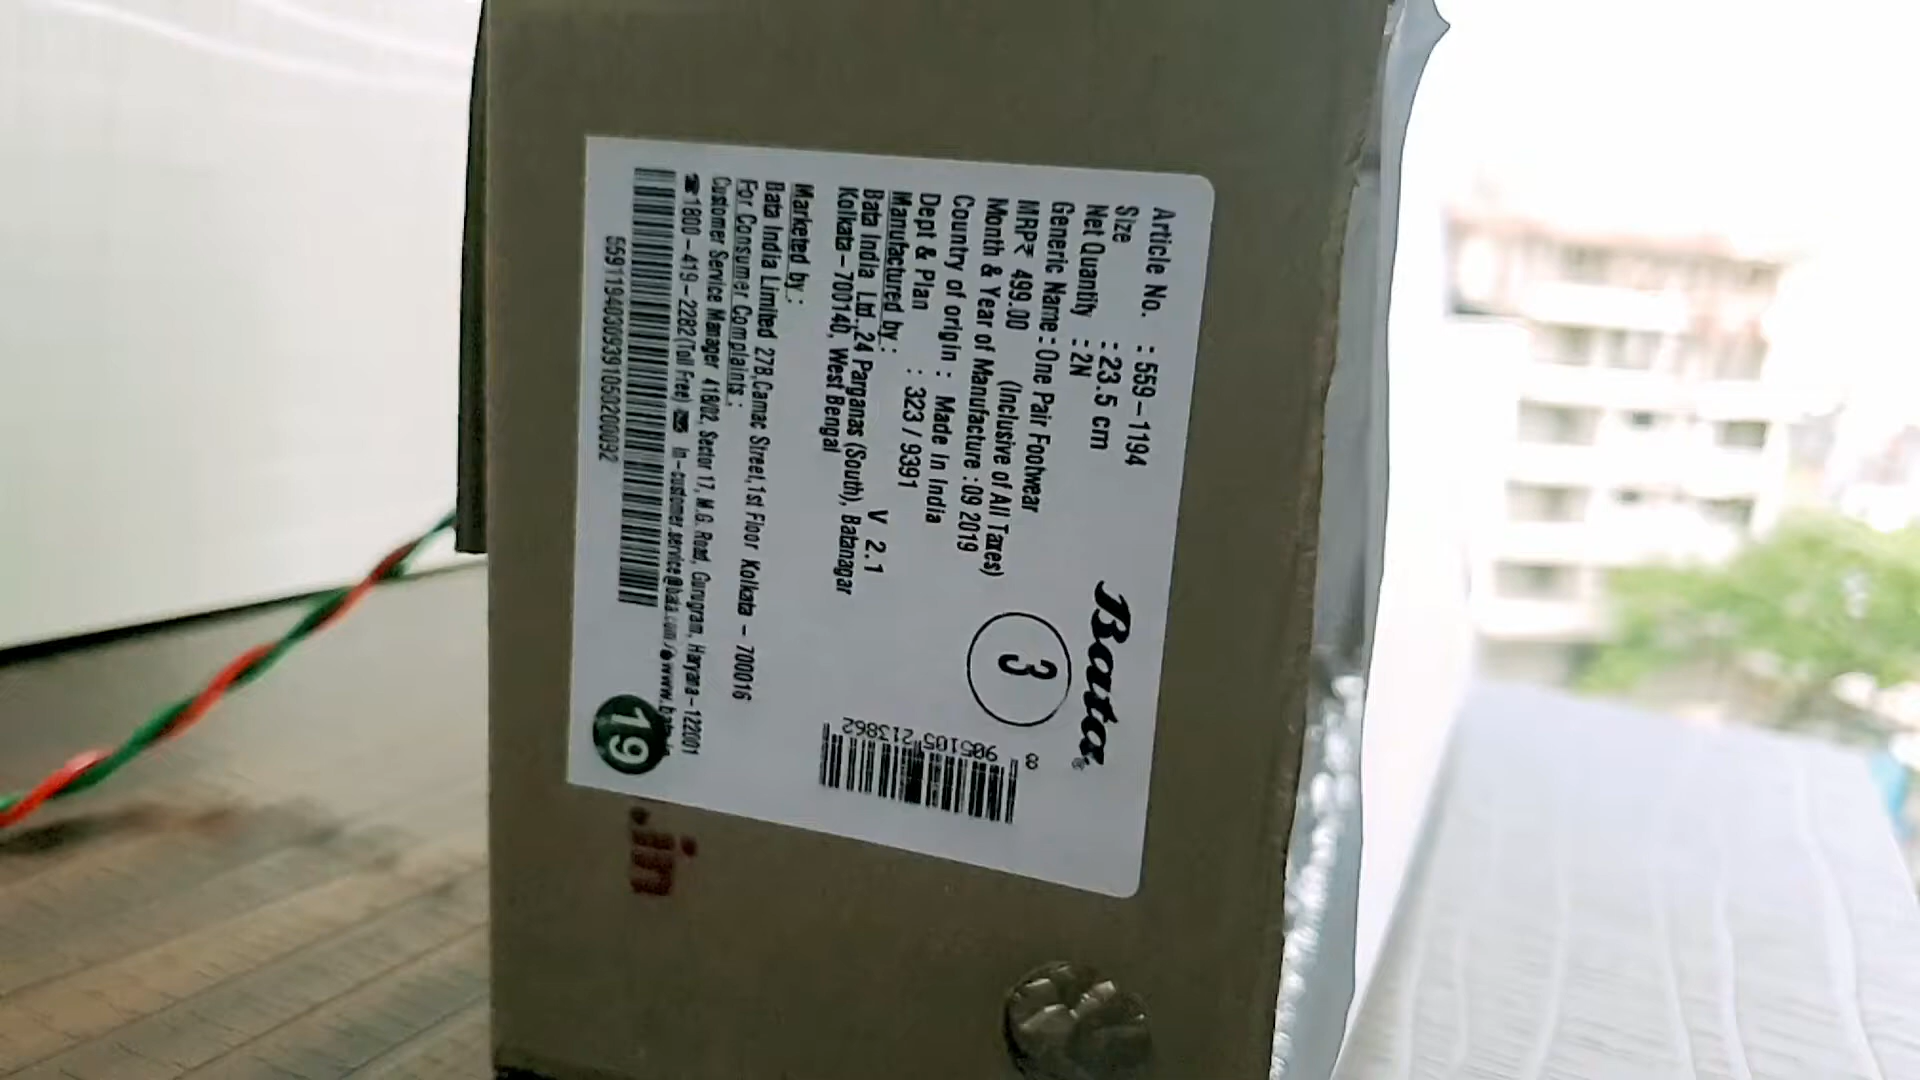 Article No. : 559-1194
Size : 23.5 cm
Net Quantity : 2N
Generic Name : One Pair Footwear
MRP₹ 499.00 (Inclusive of All Taxes)
Month & Year of Manufacture : 09 2019
Country of origin : Made In India
Dept & Plan : 323 / 9391
Manufactured by : V 2.1
Bata India Ltd. 24 Parganas (South), Batanagar
Kolkata - 700140, West Bengal
Marketed by :
Bata India Limited 27B,Camac Street,1st Floor Kolkata - 700016
For Consumer Complaints :
Customer Service Manager 418/02, Sector 17, M.G. Road, Gurugram, Haryana - 122001
☎1800-419-2282(Toll Free) ✉ in-customer.service@bata.com
Bata®
3
8 905105 213862
19
.in